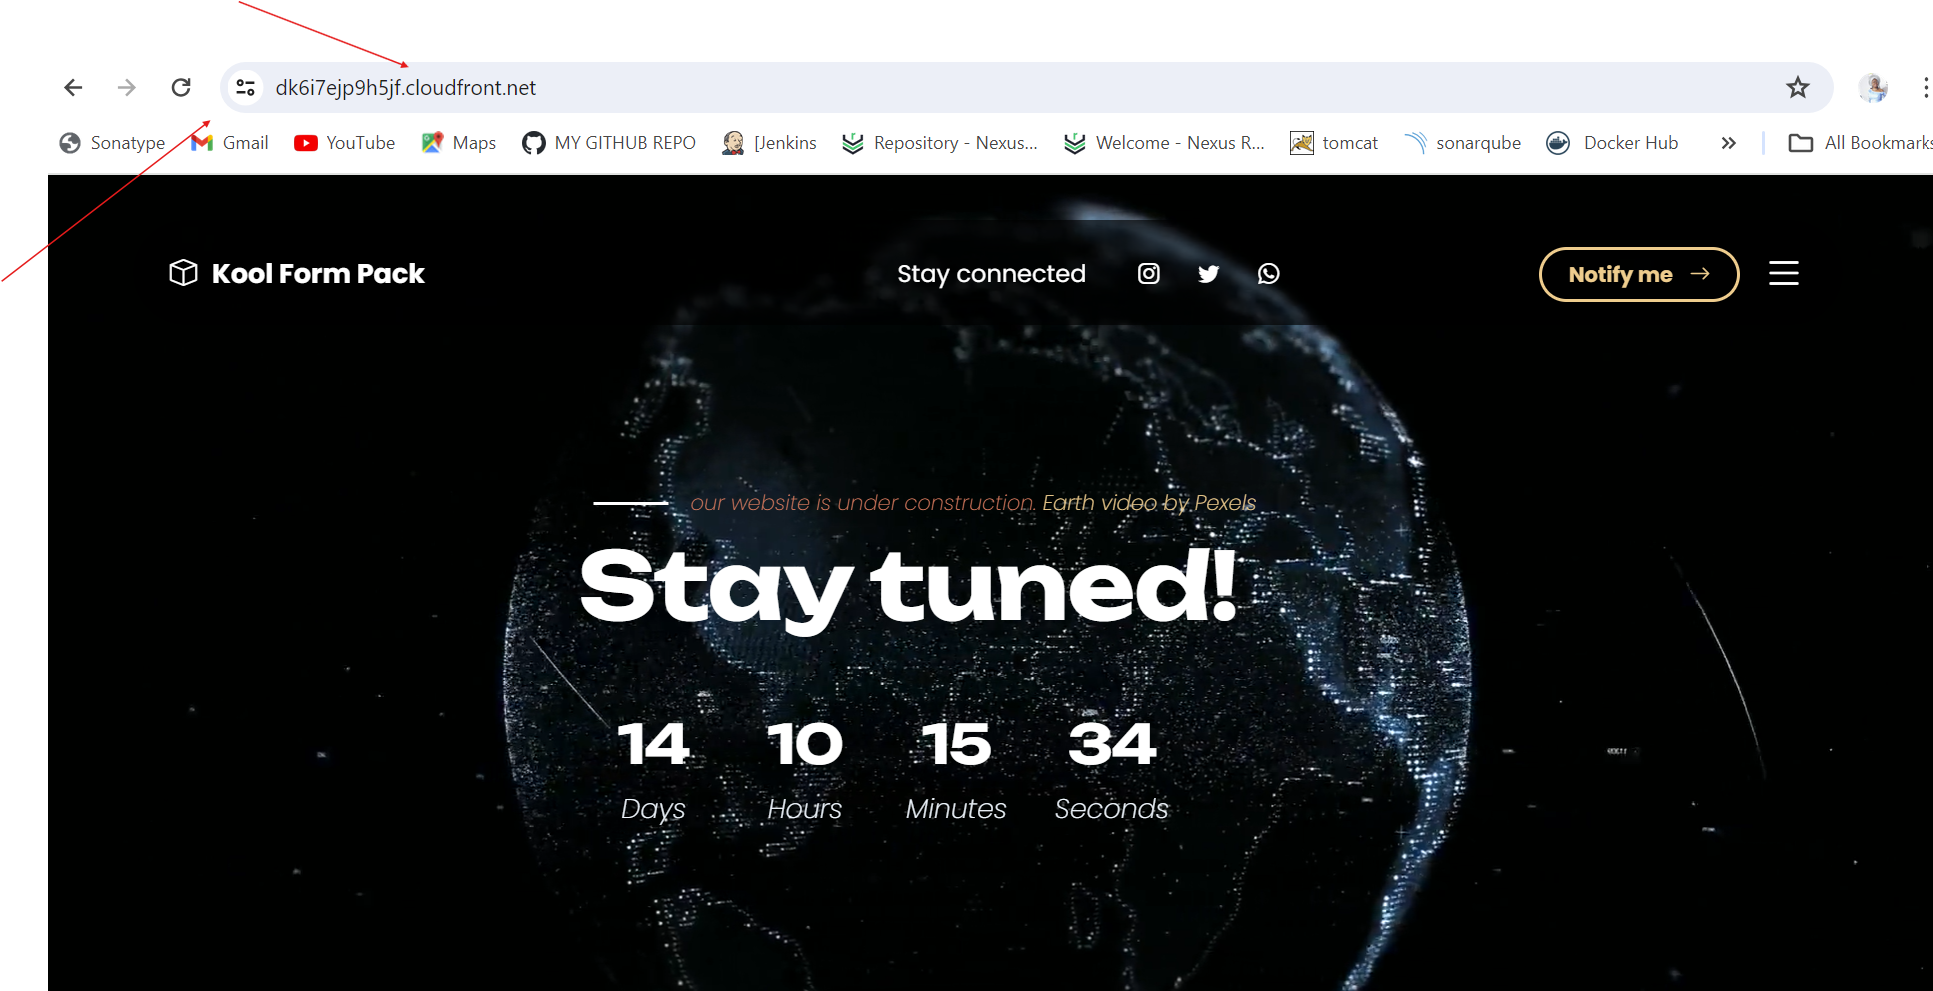 dk6i7ejp9h5jf.cloudfront.net
Sonatype Gmail YouTube Maps MY GITHUB REPO [Jenkins Repository - Nexus... Welcome - Nexus R... tomcat sonarqube Docker Hub » All Bookmarks
Kool Form Pack Stay connected Notify me →
our website is under construction. Earth video by Pexels
Stay tuned!
14 10 15 34
Days Hours Minutes Seconds